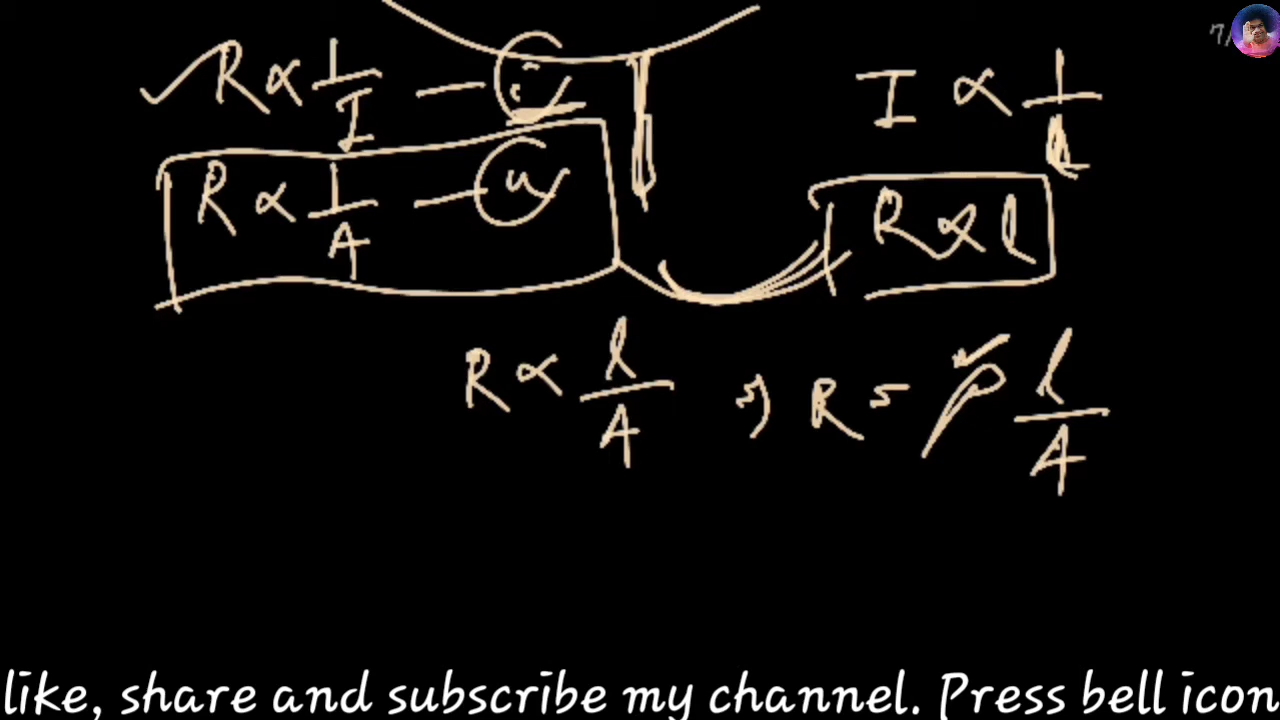 R ∝ 1/I —
I ∝ 1/l
R ∝ 1/A —
R ∝ l
R ∝ l/A ⇒ R = ρ l/A
like, share and subscribe my channel. Press bell icon